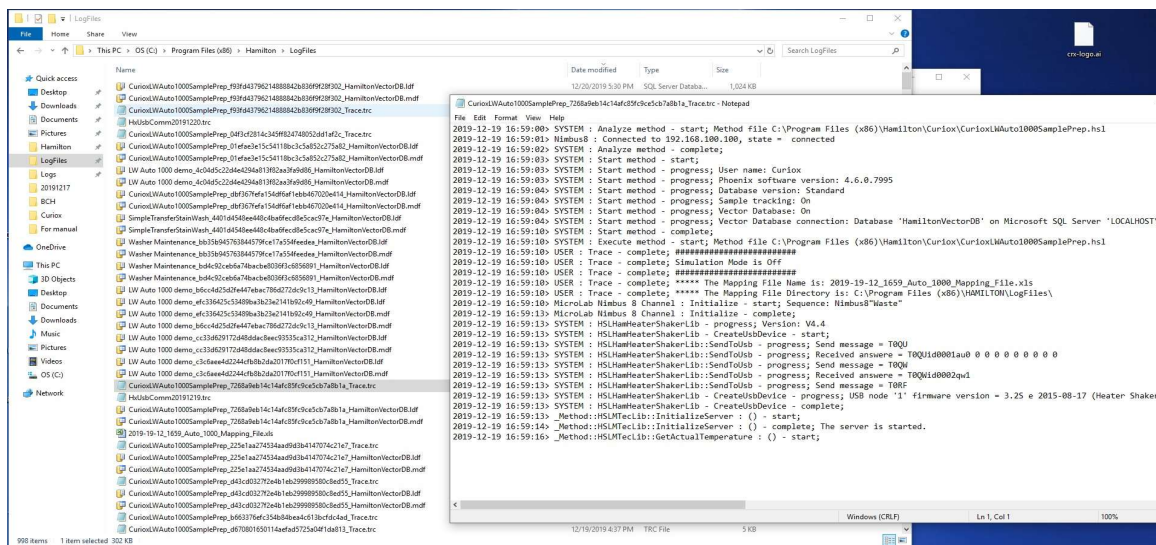 LogFiles
File Home Share View
This PC > OS (C:) > Program Files (x86) > Hamilton > LogFiles
Search LogFiles
crx-logo.ai
Quick access
Desktop
Downloads
Documents
Pictures
Hamilton
LogFiles
Logs
20191217
BCH
Curiox
For manual
OneDrive
This PC
3D Objects
Desktop
Documents
Downloads
Music
Pictures
Videos
OS (C:)
Network
Name Date modified Type Size
CurioxLWAuto1000SamplePrep_f93fd43796214888842b836f9f28f302_HamiltonVectorDB.ldf 12/20/2019 5:30 PM SQL Server Databa... 1,024 KB
CurioxLWAuto1000SamplePrep_f93fd43796214888842b836f9f28f302_HamiltonVectorDB.mdf
CurioxLWAuto1000SamplePrep_f93fd43796214888842b836f9f28f302_Trace.trc
HxUsbComm20191220.trc
CurioxLWAuto1000SamplePrep_04f3cf2814c345ff824748052dd1af2c_Trace.trc
CurioxLWAuto1000SamplePrep_01efae3e15c54118bc3c5a852c275a82_HamiltonVectorDB.ldf
CurioxLWAuto1000SamplePrep_01efae3e15c54118bc3c5a852c275a82_HamiltonVectorDB.mdf
LW Auto 1000 demo_4c04d5c22d4e4294a813f82aa3fa9d86_HamiltonVectorDB.ldf
LW Auto 1000 demo_4c04d5c22d4e4294a813f82aa3fa9d86_HamiltonVectorDB.mdf
CurioxLWAuto1000SamplePrep_dbf367fefa154df6af1ebb467020e414_HamiltonVectorDB.ldf
CurioxLWAuto1000SamplePrep_dbf367fefa154df6af1ebb467020e414_HamiltonVectorDB.mdf
SimpleTransferStainWash_4401d4548ee448c4ba6fecd8e5cac97e_HamiltonVectorDB.ldf
SimpleTransferStainWash_4401d4548ee448c4ba6fecd8e5cac97e_HamiltonVectorDB.mdf
Washer Maintenance_bb35b945763844579fce17a554feedea_HamiltonVectorDB.ldf
Washer Maintenance_bb35b945763844579fce17a554feedea_HamiltonVectorDB.mdf
Washer Maintenance_bd4c92ceb6a74bacbe8036f3c6856891_HamiltonVectorDB.ldf
Washer Maintenance_bd4c92ceb6a74bacbe8036f3c6856891_HamiltonVectorDB.mdf
LW Auto 1000 demo_b6cc4d25d2fe447ebac786d272dc9c13_HamiltonVectorDB.ldf
LW Auto 1000 demo_efc336425c53489ba3b23e2141b92c49_HamiltonVectorDB.ldf
LW Auto 1000 demo_efc336425c53489ba3b23e2141b92c49_HamiltonVectorDB.mdf
LW Auto 1000 demo_b6cc4d25d2fe447ebac786d272dc9c13_HamiltonVectorDB.mdf
LW Auto 1000 demo_cc33d629172d48ddac8eec93535ca312_HamiltonVectorDB.ldf
LW Auto 1000 demo_cc33d629172d48ddac8eec93535ca312_HamiltonVectorDB.mdf
LW Auto 1000 demo_c3c6aee4d2244cfb8b2da2017f0cf151_HamiltonVectorDB.ldf
LW Auto 1000 demo_c3c6aee4d2244cfb8b2da2017f0cf151_HamiltonVectorDB.mdf
CurioxLWAuto1000SamplePrep_7268a9eb14c14afc85fc9ce5cb7a8b1a_Trace.trc
HxUsbComm20191219.trc
CurioxLWAuto1000SamplePrep_7268a9eb14c14afc85fc9ce5cb7a8b1a_HamiltonVectorDB.ldf
CurioxLWAuto1000SamplePrep_7268a9eb14c14afc85fc9ce5cb7a8b1a_HamiltonVectorDB.mdf
2019-19-12_1659_Auto_1000_Mapping_File.xls
CurioxLWAuto1000SamplePrep_225e1aa274534aad9d3b4147074c21e7_Trace.trc
CurioxLWAuto1000SamplePrep_225e1aa274534aad9d3b4147074c21e7_HamiltonVectorDB.ldf
CurioxLWAuto1000SamplePrep_225e1aa274534aad9d3b4147074c21e7_HamiltonVectorDB.mdf
CurioxLWAuto1000SamplePrep_d43cd0327f2e4b1eb299989580c8ed55_Trace.trc
CurioxLWAuto1000SamplePrep_d43cd0327f2e4b1eb299989580c8ed55_HamiltonVectorDB.ldf
CurioxLWAuto1000SamplePrep_d43cd0327f2e4b1eb299989580c8ed55_HamiltonVectorDB.mdf
CurioxLWAuto1000SamplePrep_b663376efc354b84bea4c613bcfdc4ad_Trace.trc
CurioxLWAuto1000SamplePrep_d670801650114aefad5725a04f1da813_Trace.trc 12/19/2019 4:37 PM TRC File 5 KB
998 items 1 item selected 302 KB
CurioxLWAuto1000SamplePrep_7268a9eb14c14afc85fc9ce5cb7a8b1a_Trace.trc - Notepad
File Edit Format View Help
2019-12-19 16:59:00> SYSTEM : Analyze method - start; Method file C:\Program Files (x86)\Hamilton\Curiox\CurioxLWAuto1000SamplePrep.hsl
2019-12-19 16:59:01> Nimbus8 : Connected to 192.168.100.100, state = connected
2019-12-19 16:59:02> SYSTEM : Analyze method - complete;
2019-12-19 16:59:03> SYSTEM : Start method - start;
2019-12-19 16:59:03> SYSTEM : Start method - progress; User name: Curiox
2019-12-19 16:59:03> SYSTEM : Start method - progress; Phoenix software version: 4.6.0.7995
2019-12-19 16:59:04> SYSTEM : Start method - progress; Database version: Standard
2019-12-19 16:59:04> SYSTEM : Start method - progress; Sample tracking: On
2019-12-19 16:59:04> SYSTEM : Start method - progress; Vector Database: On
2019-12-19 16:59:04> SYSTEM : Start method - progress; Vector Database connection: Database 'HamiltonVectorDB' on Microsoft SQL Server 'LOCALHOST'
2019-12-19 16:59:10> SYSTEM : Start method - complete;
2019-12-19 16:59:10> SYSTEM : Execute method - start; Method file C:\Program Files (x86)\Hamilton\Curiox\CurioxLWAuto1000SamplePrep.hsl
2019-12-19 16:59:10> USER : Trace - complete; #########################
2019-12-19 16:59:10> USER : Trace - complete; Simulation Mode is Off
2019-12-19 16:59:10> USER : Trace - complete; #########################
2019-12-19 16:59:10> USER : Trace - complete; ***** The Mapping File Name is: 2019-19-12_1659_Auto_1000_Mapping_File.xls
2019-12-19 16:59:10> USER : Trace - complete; ***** The Mapping File Directory is: C:\Program Files (x86)\HAMILTON\LogFiles\
2019-12-19 16:59:10> MicroLab Nimbus 8 Channel : Initialize - start; Sequence: Nimbus8"Waste"
2019-12-19 16:59:13> MicroLab Nimbus 8 Channel : Initialize - complete;
2019-12-19 16:59:13> SYSTEM : HSLHamHeaterShakerLib - progress; Version: V4.4
2019-12-19 16:59:13> SYSTEM : HSLHamHeaterShakerLib - CreateUsbDevice - start;
2019-12-19 16:59:13> SYSTEM : HSLHamHeaterShakerLib::SendToUsb - progress; Send message = T0QU
2019-12-19 16:59:13> SYSTEM : HSLHamHeaterShakerLib::SendToUsb - progress; Received answere = T0QUid0001au0 0 0 0 0 0 0 0 0 0
2019-12-19 16:59:13> SYSTEM : HSLHamHeaterShakerLib::SendToUsb - progress; Send message = T0QW
2019-12-19 16:59:13> SYSTEM : HSLHamHeaterShakerLib::SendToUsb - progress; Received answere = T0QWid0002qw1
2019-12-19 16:59:13> SYSTEM : HSLHamHeaterShakerLib::SendToUsb - progress; Send message = T0RF
2019-12-19 16:59:13> SYSTEM : HSLHamHeaterShakerLib - CreateUsbDevice - progress; USB node '1' firmware version = 3.2S e 2015-08-17 (Heater Shaker
2019-12-19 16:59:13> SYSTEM : HSLHamHeaterShakerLib - CreateUsbDevice - complete;
2019-12-19 16:59:13> _Method::HSLMTecLib::InitializeServer : () - start;
2019-12-19 16:59:14> _Method::HSLMTecLib::InitializeServer : () - complete; The server is started.
2019-12-19 16:59:14> _Method::HSLMTecLib::GetActualTemperature : () - start;
Windows (CRLF) Ln 1, Col 1 100%